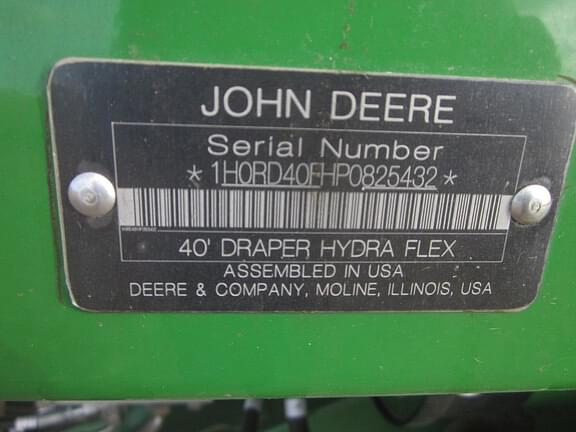 JOHN DEERE
Serial Number
*1H0RD40FHP0825432*
40' DRAPER HYDRA FLEX
ASSEMBLED IN USA
DEERE & COMPANY, MOLINE, ILLINOIS, USA